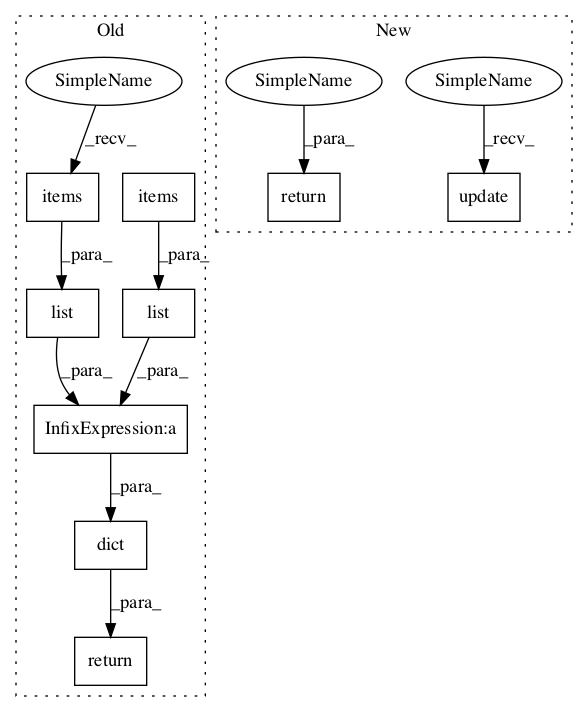 Old
New
SimpleName
SimpleName
SimpleName
_recv_
_para_
_recv_
items
items
return
update
_para_
_para_
list
list
_para_
_para_
InfixExpression:a
_para_
dict
_para_
return